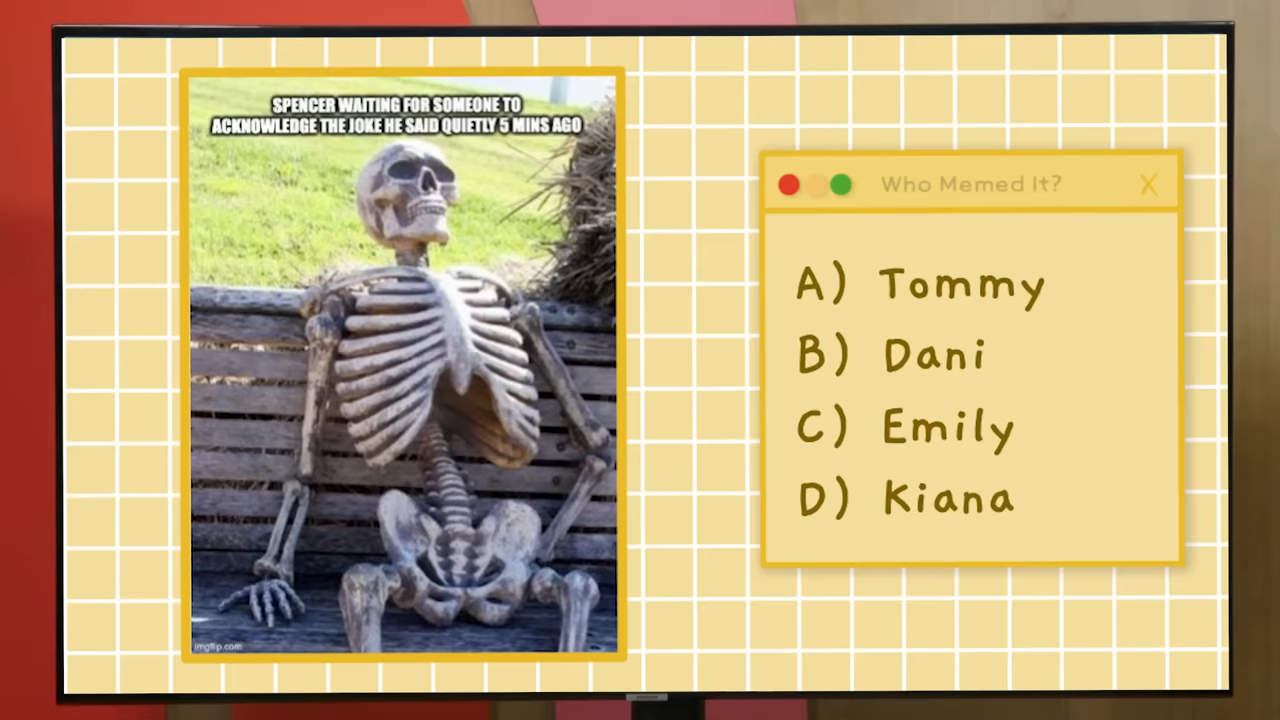 SPENCER WAITING FOR SOMEONE TO
ACKNOWLEDGE THE JOKE HE SAID QUIETLY 5 MINS AGO
imgflip.com
Who Memed It?
X
A) Tommy
B) Dani
C) Emily
D) Kiana